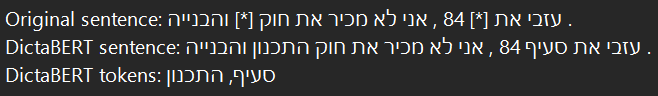 Original sentence: עזבי את [*] 84 , אני לא מכיר את חוק [*] והבנייה .
DictaBERT sentence: עזבי את סעיף 84 , אני לא מכיר את חוק התכנון והבנייה .
DictaBERT tokens: סעיף, התכנון